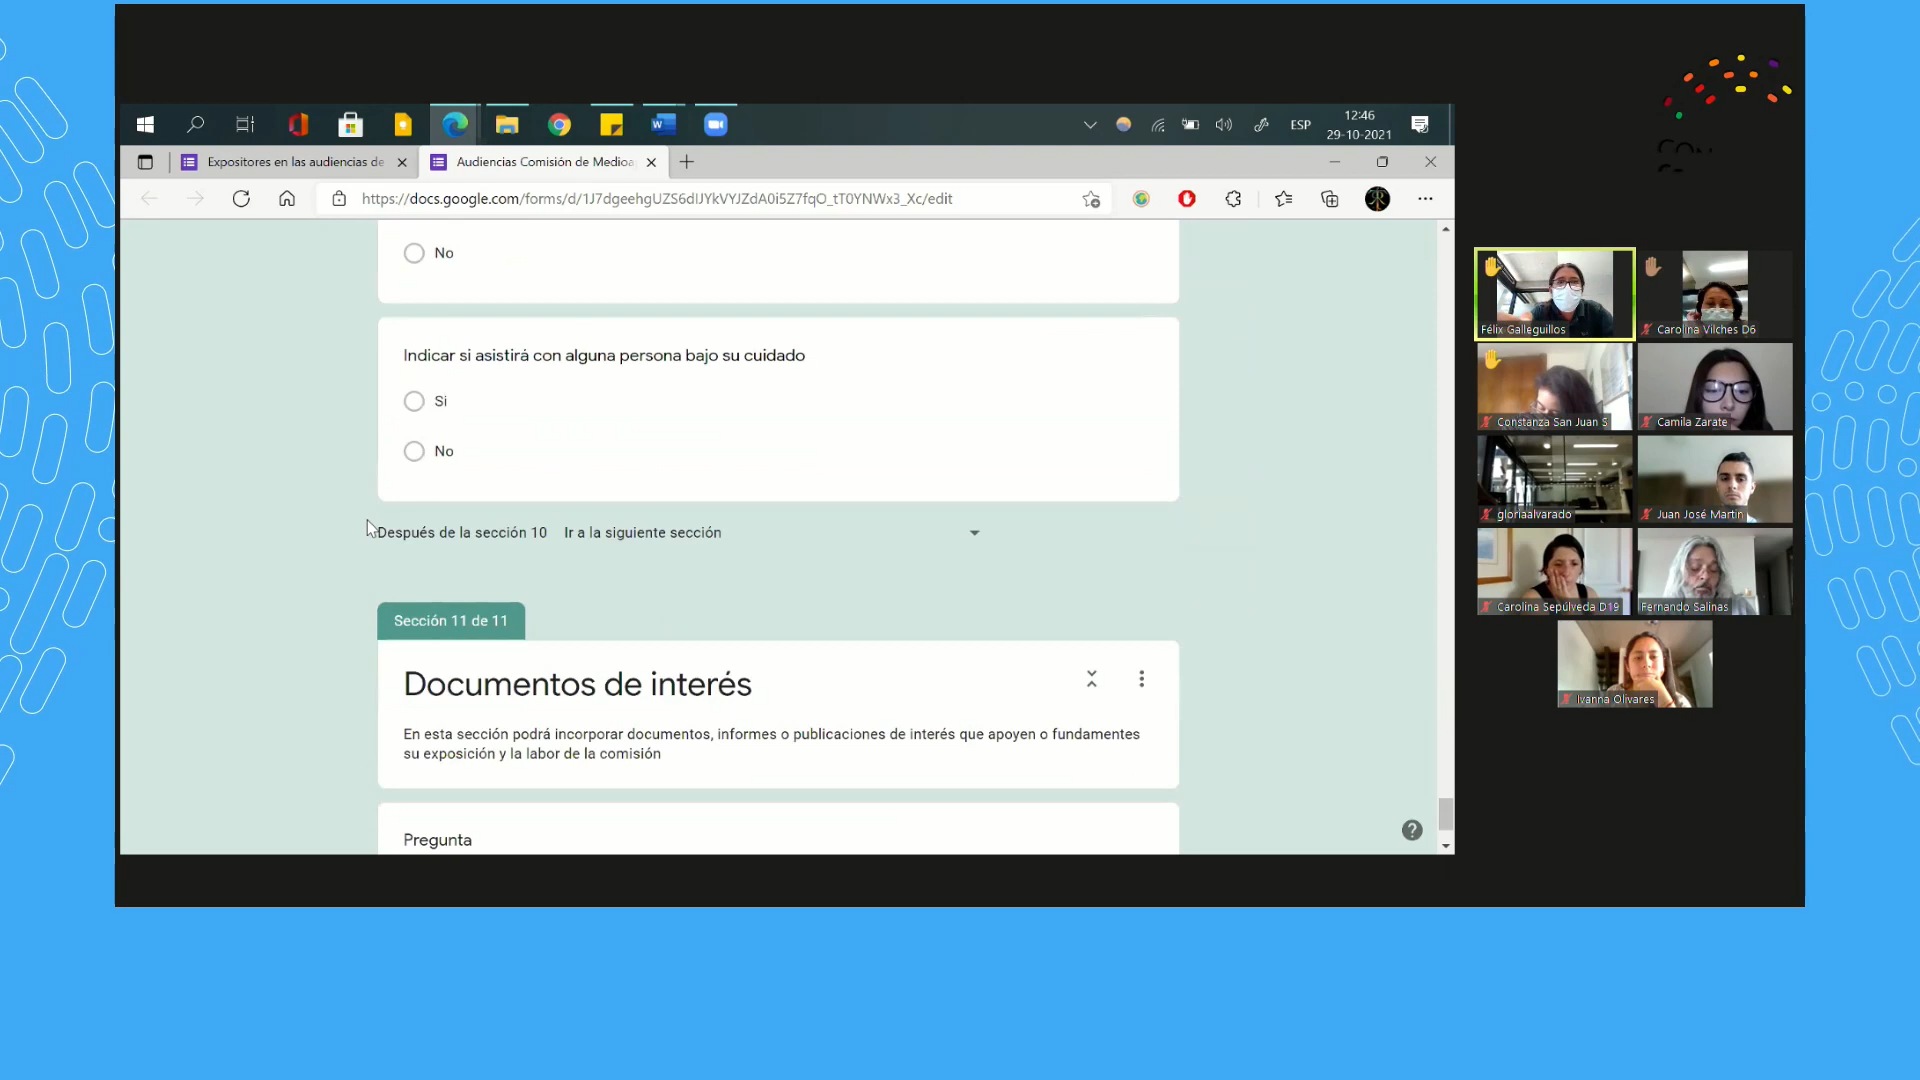 ESP
12:46
29-10-2021
Expositores en las audiencias de
Audiencias Comisión de Medioa
https://docs.google.com/forms/d/1J7dgeehgUZS6dIJYkVYJZdA0i5Z7fqO_tT0YNWx3_Xc/edit
No
Indicar si asistirá con alguna persona bajo su cuidado
Si
No
Después de la sección 10 Ir a la siguiente sección
Sección 11 de 11
Documentos de interés
En esta sección podrá incorporar documentos, informes o publicaciones de interés que apoyen o fundamentes
su exposición y la labor de la comisión
Pregunta
Félix Galleguillos
Carolina Vilches D6
Constanza San Juan S
Camila Zarate
gloriaalvarado
Juan José Martin
Carolina Sepúlveda D19
Fernando Salinas
Ivanna Olivares